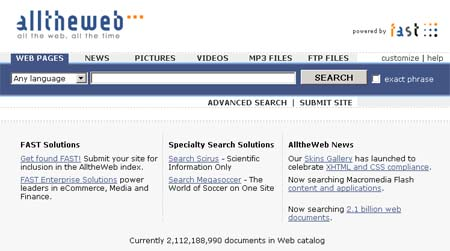 alltheweb
all the web, all the time
powered by fast
WEB PAGES NEWS PICTURES VIDEOS MP3 FILES FTP FILES customize | help
Any language SEARCH exact phrase
ADVANCED SEARCH | SUBMIT SITE
FAST Solutions
Get found FAST! Submit your site for
inclusion in the AlltheWeb index.
FAST Enterprise Solutions power
leaders in eCommerce, Media and
Finance.
Specialty Search Solutions
Search Scirus - Scientific
Information Only
Search Megasoccer - The
World of Soccer on One Site
AlltheWeb News
Our Skins Gallery has launched to
celebrate XHTML and CSS compliance.
Now searching Macromedia Flash
content and applications.
Now searching 2.1 billion web
documents.
Currently 2,112,188,990 documents in Web catalog